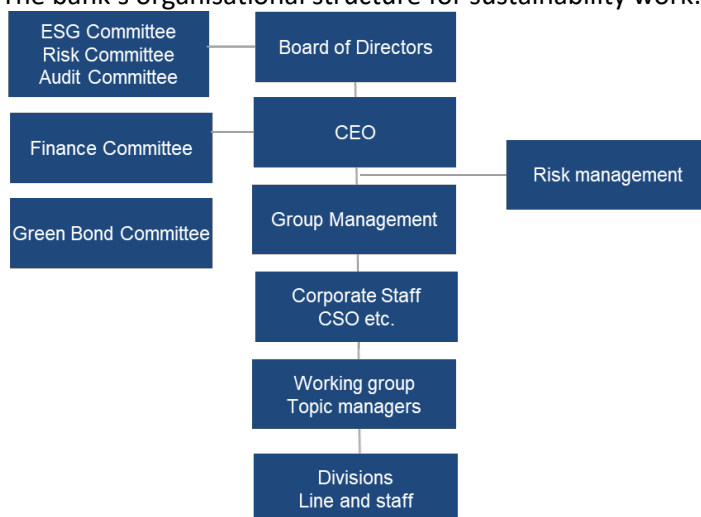 The bank's organisational structure for sustainability work.
ESG Committee
Risk Committee
Audit Committee
Board of Directors
CEO
Finance Committee
Risk management
Group Management
Green Bond Committee
Corporate Staff
CSO etc.
Working group
Topic managers
Divisions
Line and staff